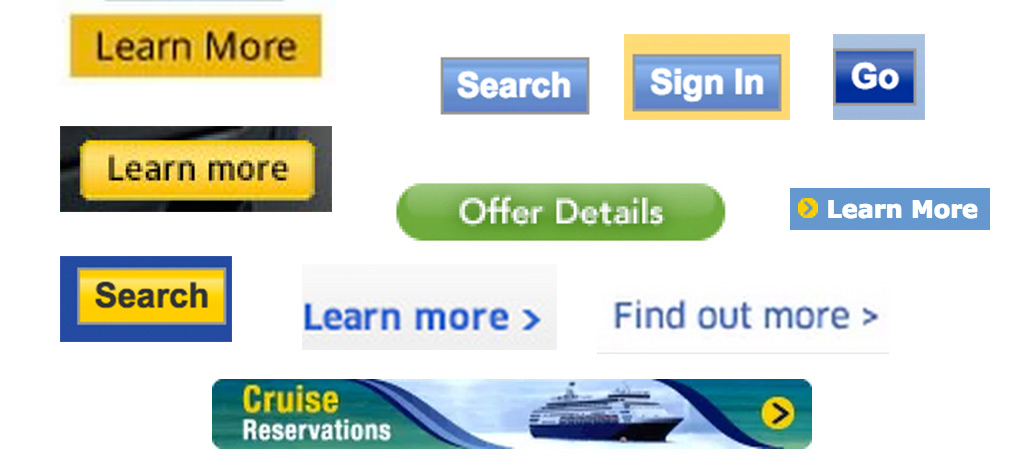 Learn More
Search
Sign In
Go
Learn more
Offer Details
Learn More
Search
Learn more >
Find out more >
Cruise
Reservations